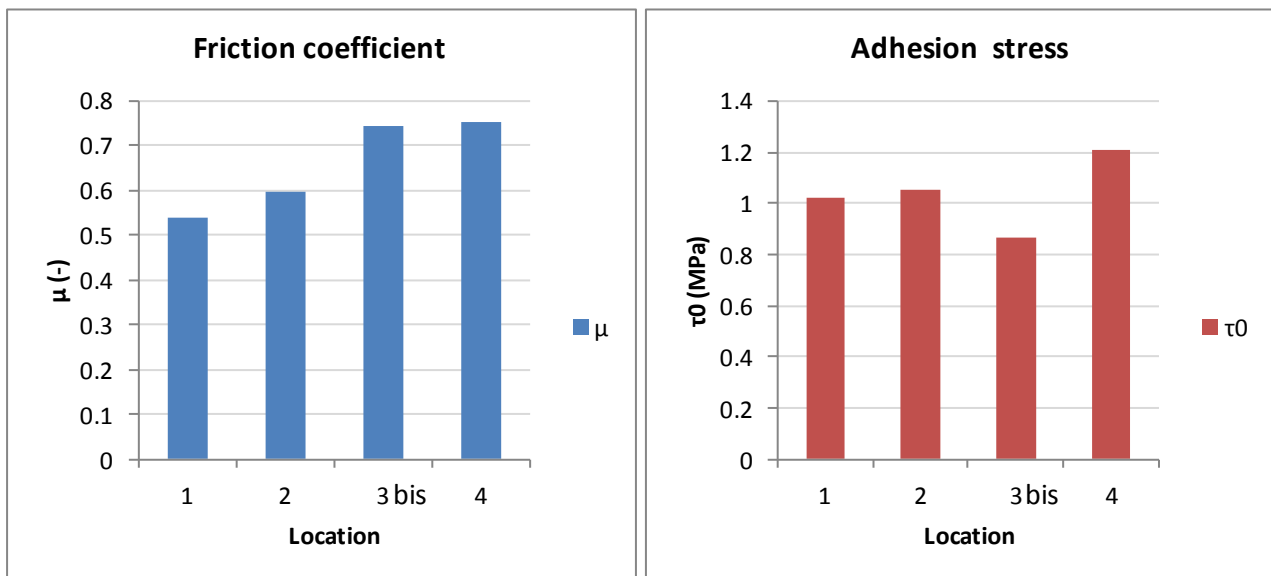 Friction coefficient
0.8
0.7
0.6
0.5
0.4
0.3
0.2
0.1
0
μ (-)
1 2 3 bis 4
Location
μ
Adhesion stress
1.4
1.2
1
0.8
0.6
0.4
0.2
0
τ0 (MPa)
1 2 3 bis 4
Location
τ0